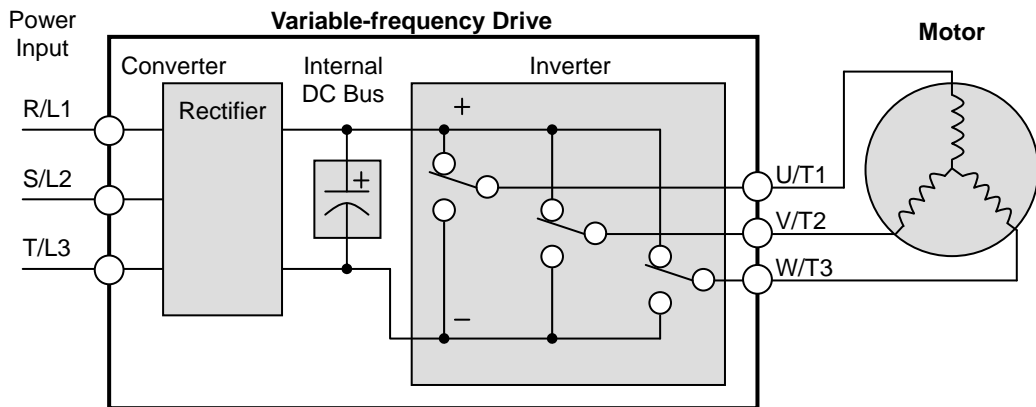 Variable-frequency Drive
Power
Input
Motor
Converter
Internal
DC Bus
Inverter
Rectifier
R/L1
S/L2
T/L3
+
+
–
U/T1
V/T2
W/T3